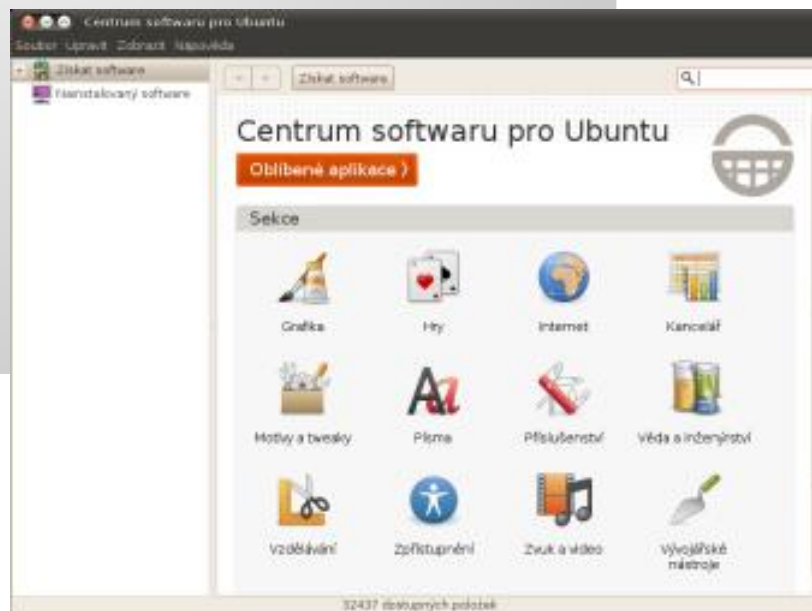 Centrum softwaru pro Ubuntu
Soubor Upravit Zobrazit Nápověda
Získat software
Nainstalovaný software
Získat software
Centrum softwaru pro Ubuntu
Oblíbené aplikace
Sekce
Grafika Hry Internet Kancelář
Motivy a tweaky Písma Příslušenství Věda a inženýrství
Vzdělávání Zpřístupnění Zvuk a video Vývojářské
nástroje
32437 dostupných položek